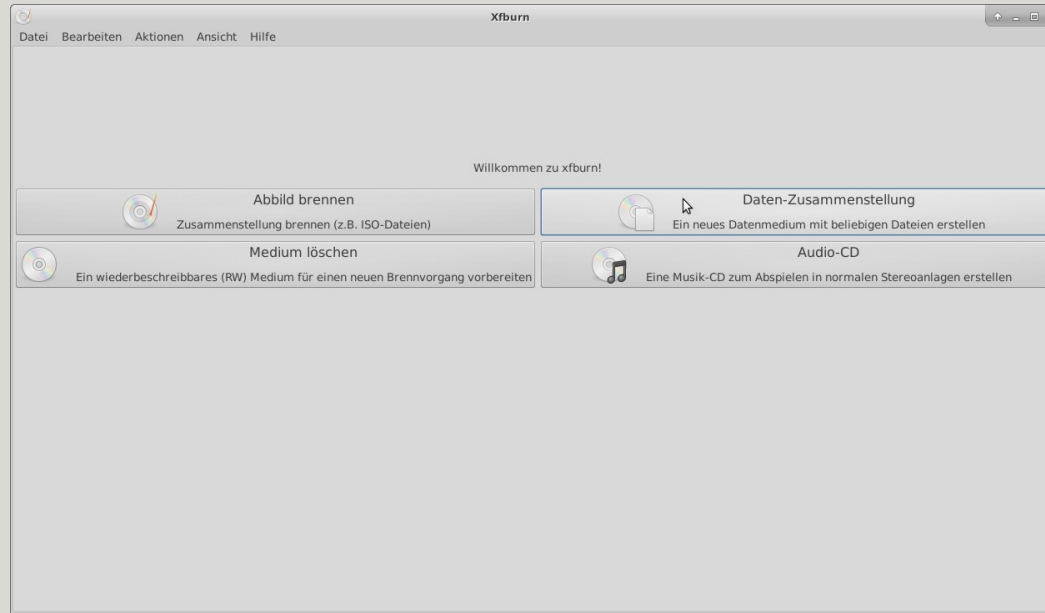 Xfburn
Datei Bearbeiten Aktionen Ansicht Hilfe
Willkommen zu xfburn!
Abbild brennen
Zusammenstellung brennen (z.B. ISO-Dateien)
Daten-Zusammenstellung
Ein neues Datenmedium mit beliebigen Dateien erstellen
Medium löschen
Ein wiederbeschreibbares (RW) Medium für einen neuen Brennvorgang vorbereiten
Audio-CD
Eine Musik-CD zum Abspielen in normalen Stereoanlagen erstellen